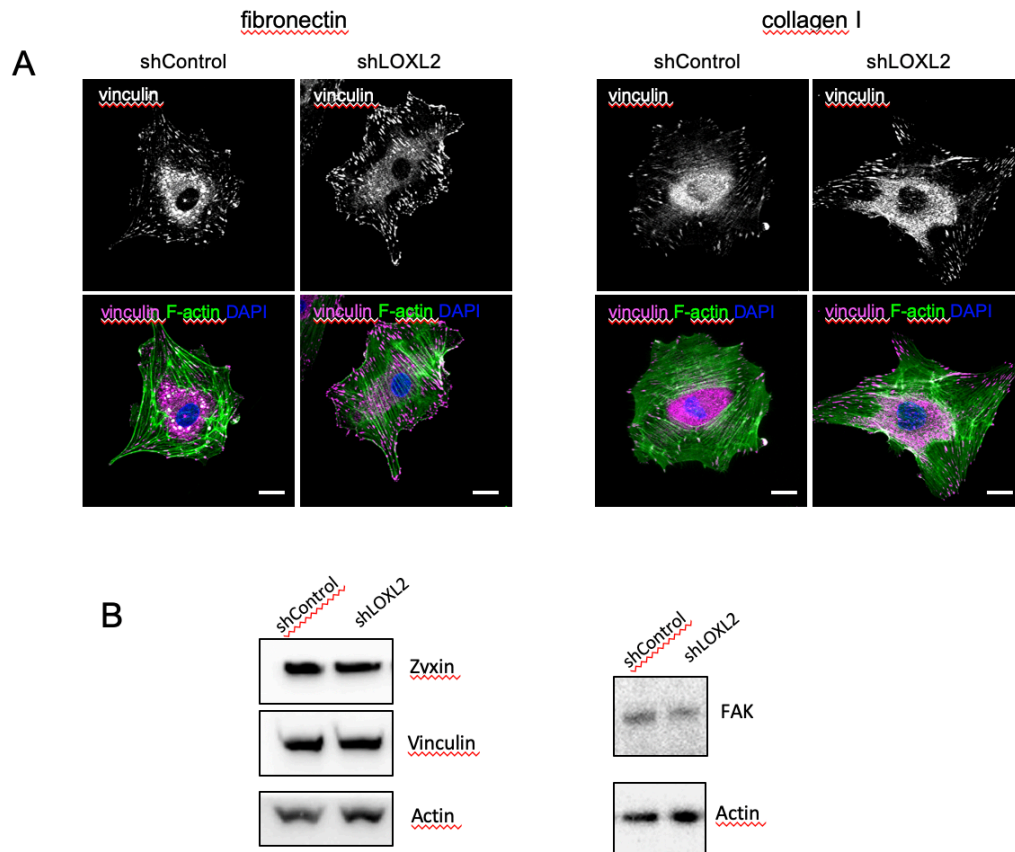 fibronectin collagen I
A
shControl shLOXL2 shControl shLOXL2
vinculin vinculin vinculin vinculin
vinculin F-actin DAPI vinculin F-actin DAPI vinculin F-actin DAPI vinculin F-actin DAPI
B
shControl shLOXL2
Zvxin
Vinculin
Actin
shControl shLOXL2
FAK
Actin